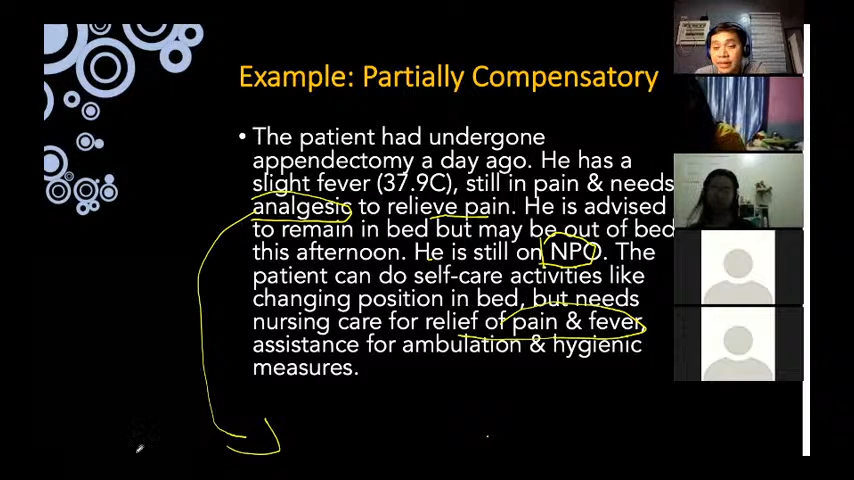 Example: Partially Compensatory
• The patient had undergone
appendectomy a day ago. He has a
slight fever (37.9C), still in pain & needs
analgesic to relieve pain. He is advised
to remain in bed but may be out of bed
this afternoon. He is still on NPO. The
patient can do self-care activities like
changing position in bed, but needs
nursing care for relief of pain & fever,
assistance for ambulation & hygienic
measures.